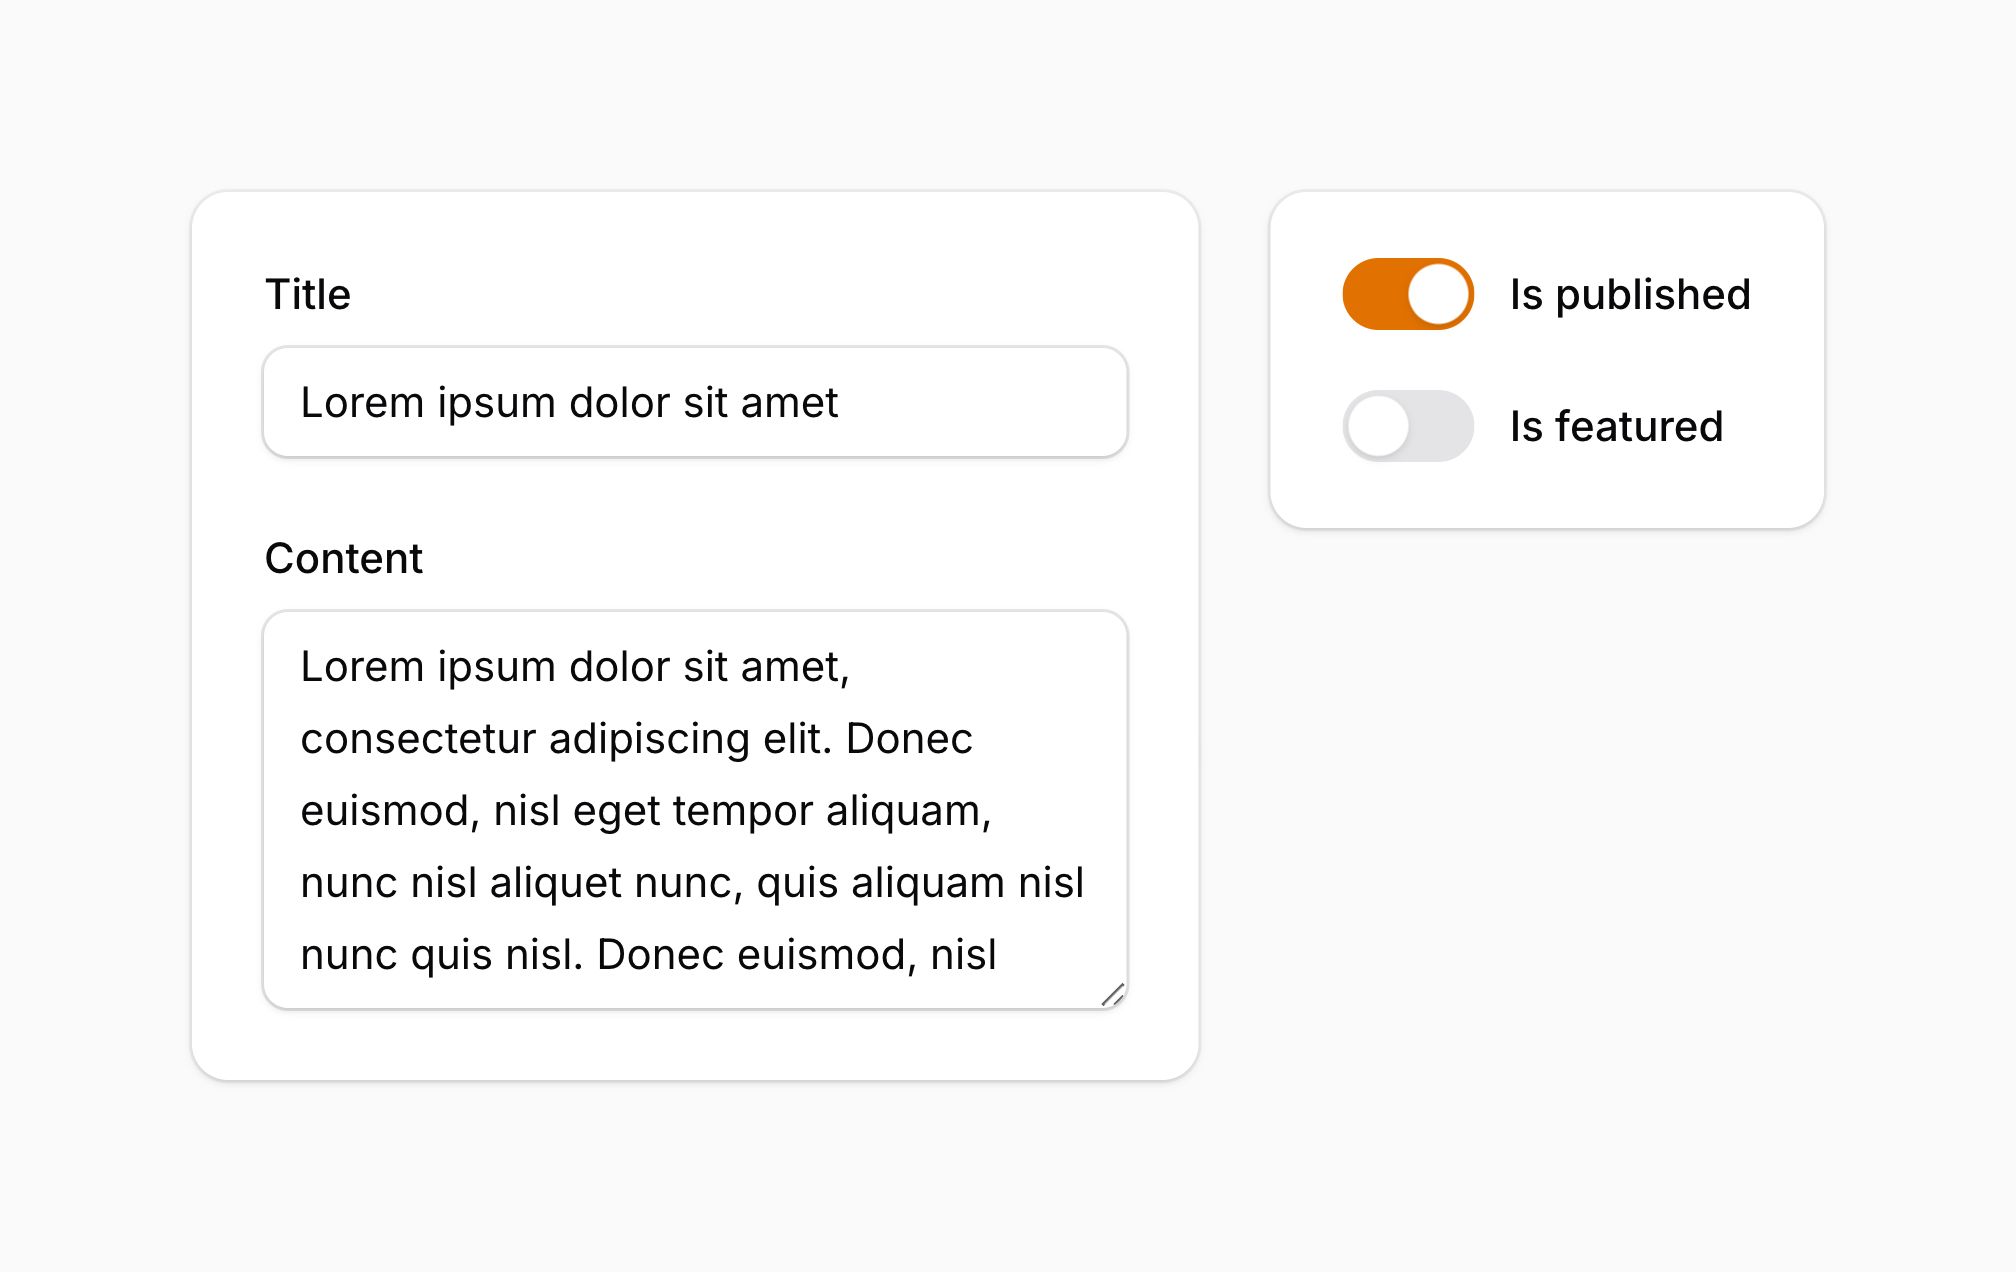 Title
Lorem ipsum dolor sit amet
Content
Lorem ipsum dolor sit amet,
consectetur adipiscing elit. Donec
euismod, nisl eget tempor aliquam,
nunc nisl aliquet nunc, quis aliquam nisl
nunc quis nisl. Donec euismod, nisl
Is published
Is featured